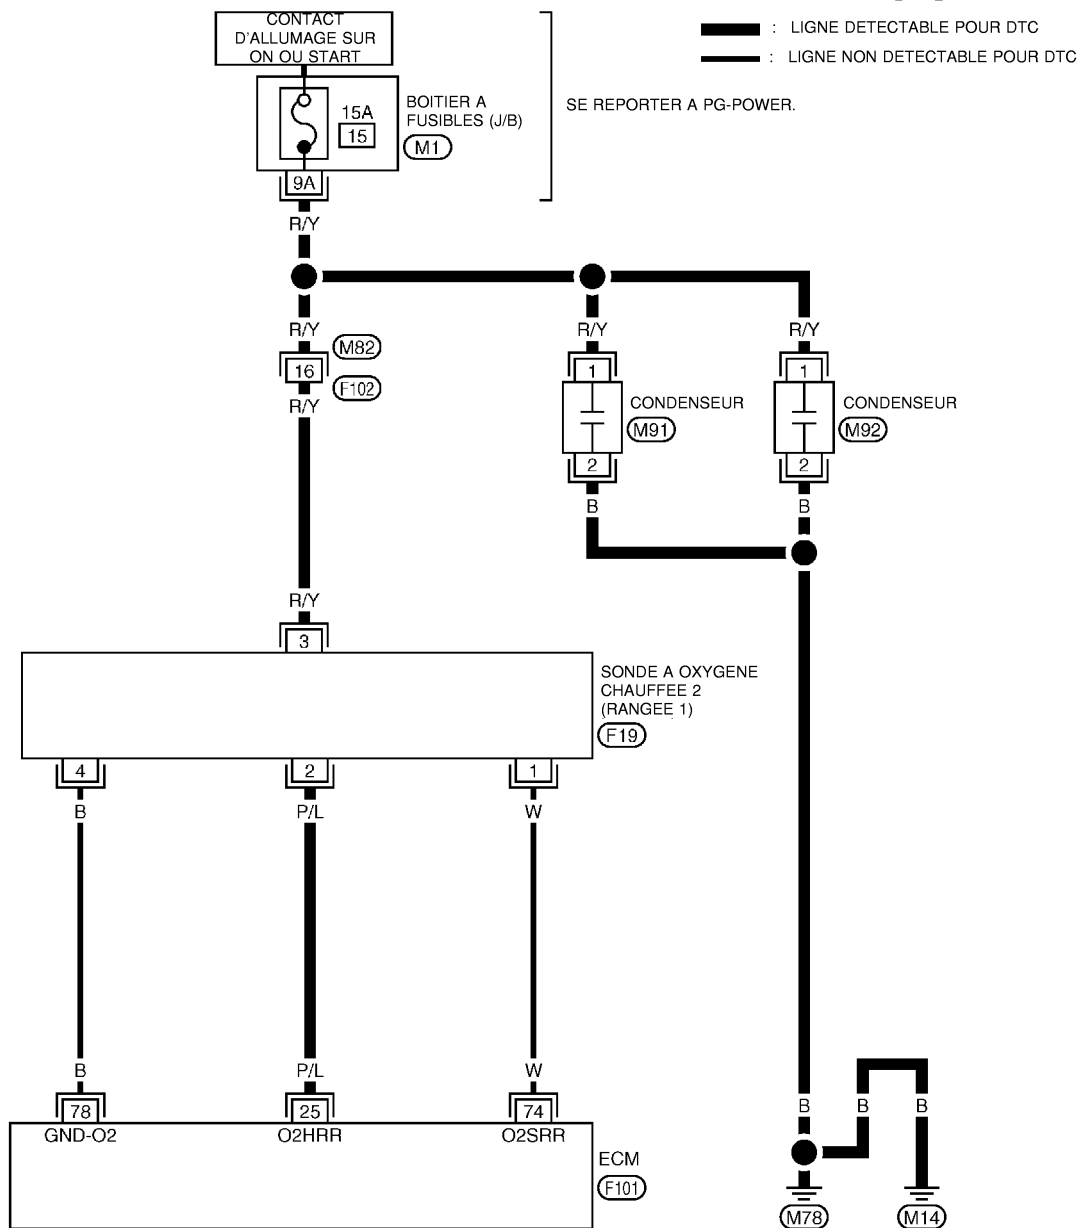 CONTACT
D'ALLUMAGE SUR
ON OU START
: LIGNE DETECTABLE POUR DTC
: LIGNE NON DETECTABLE POUR DTC
15A
15
BOITIER A
FUSIBLES (J/B)
M1
SE REPORTER A PG-POWER.
9A
R/Y
R/Y
R/Y
R/Y
M82
16
F102
R/Y
1
1
CONDENSEUR
M91
CONDENSEUR
M92
2
2
B
B
R/Y
3
SONDE A OXYGENE
CHAUFFEE 2
(RANGEE 1)
F19
4
2
1
B
P/L
W
B
P/L
W
78
25
74
B
B
B
GND-O2
O2HRR
O2SRR
ECM
F101
M78
M14